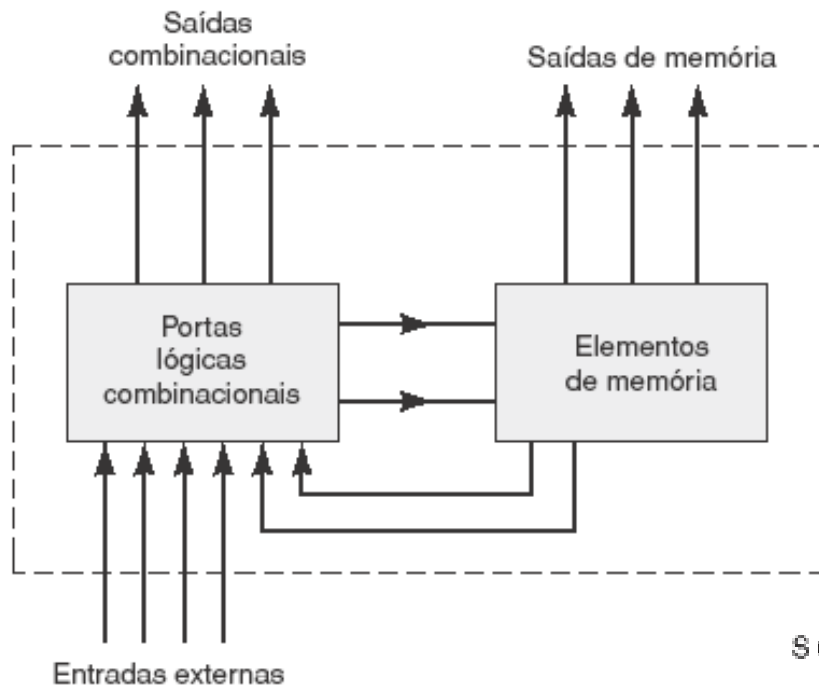 Saídas
combinacionais
Saídas de memória
Portas
lógicas
combinacionais
Elementos
de memória
Entradas externas